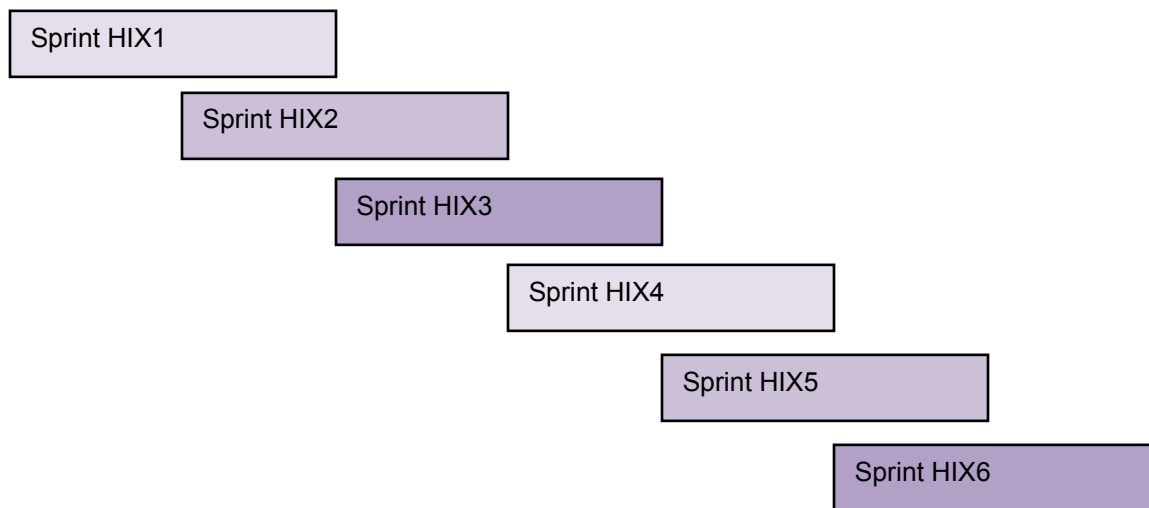 Sprint HIX1
Sprint HIX2
Sprint HIX3
Sprint HIX4
Sprint HIX5
Sprint HIX6